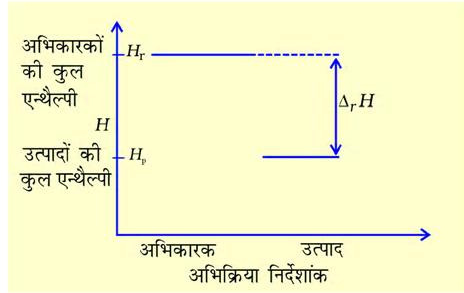 अभिकारकों
की कुल
एन्थैल्पी
Hr
H
ΔrH
उत्पादों की
कुल एन्थैल्पी
Hp
अभिकारक
उत्पाद
अभिक्रिया निर्देशांक